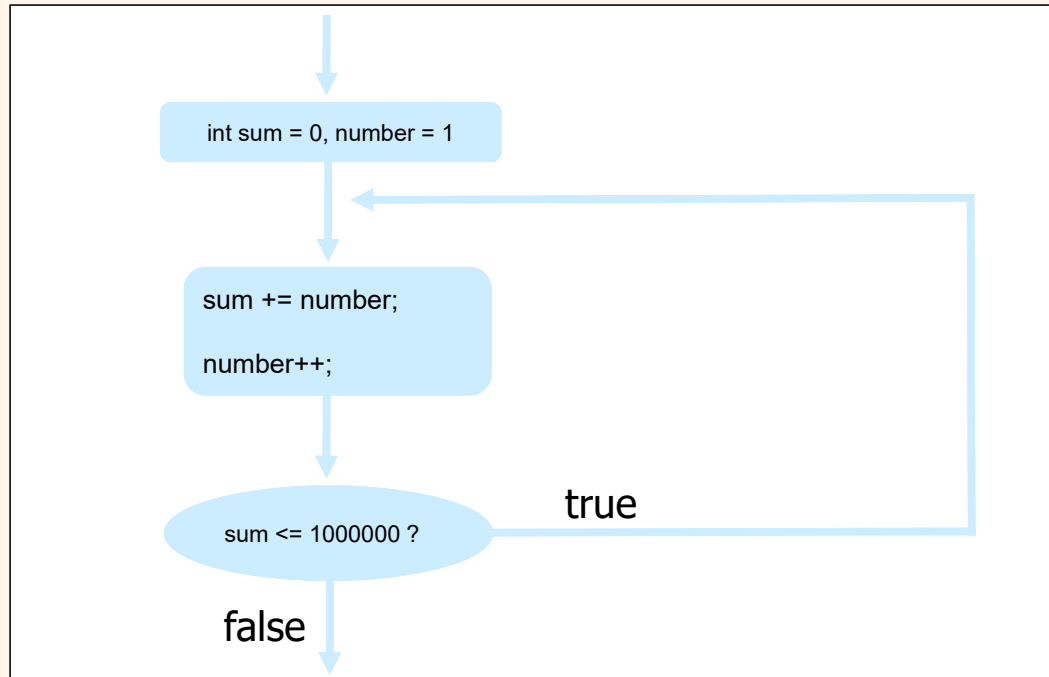 int sum = 0, number = 1
sum += number;
number++;
true
sum <= 1000000 ?
false